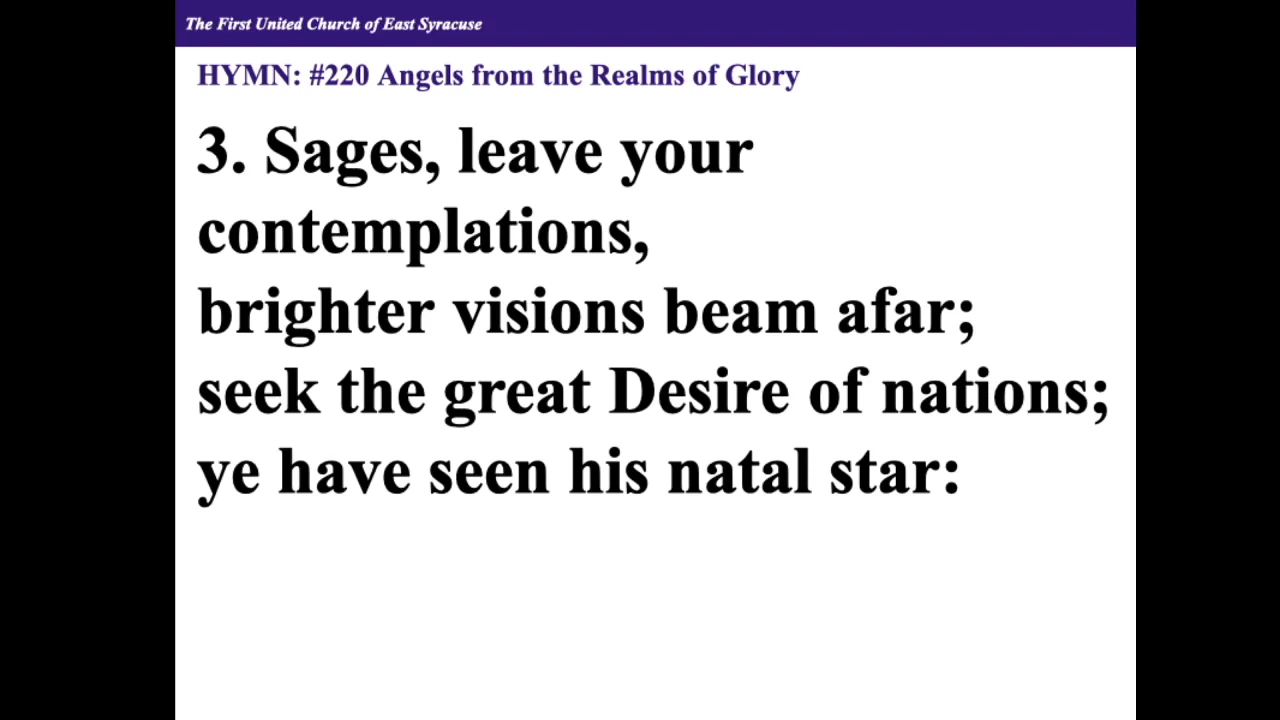 The First United Church of East Syracuse
HYMN: #220 Angels from the Realms of Glory
3. Sages, leave your
contemplations,
brighter visions beam afar;
seek the great Desire of nations;
ye have seen his natal star: